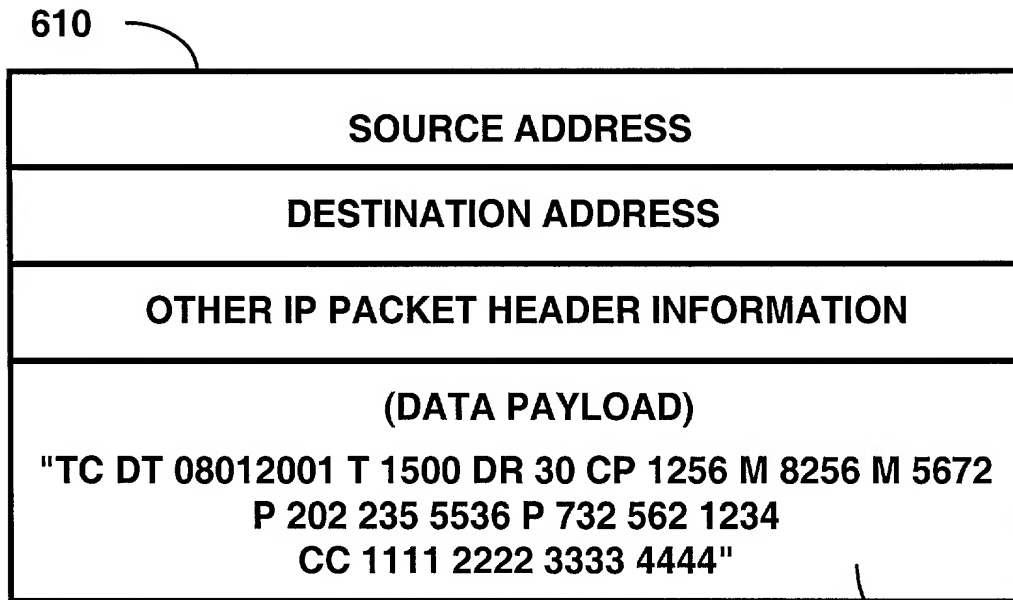 610
SOURCE ADDRESS
DESTINATION ADDRESS
OTHER IP PACKET HEADER INFORMATION
(DATA PAYLOAD)
"TC DT 08012001 T 1500 DR 30 CP 1256 M 8256 M 5672
P 202 235 5536 P 732 562 1234
CC 1111 2222 3333 4444"